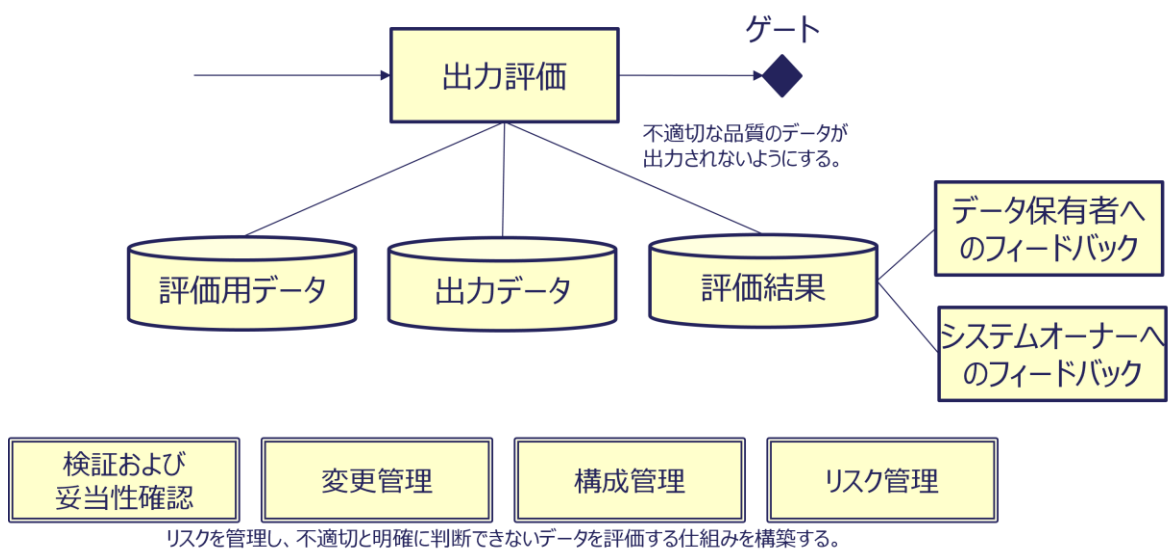 ゲート
出力評価
不適切な品質のデータが
出力されないようにする。
データ保有者へ
のフィードバック
評価用データ
出力データ
評価結果
システムオーナーへ
のフィードバック
検証および
妥当性確認
変更管理
構成管理
リスク管理
リスクを管理し、不適切と明確に判断できないデータを評価する仕組みを構築する。